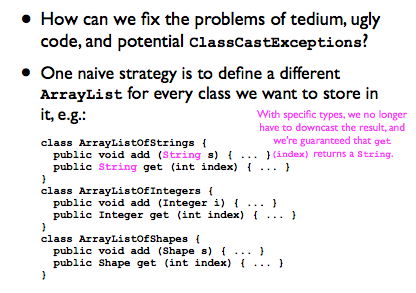 • How can we fix the problems of tedium, ugly
code, and potential ClassCastExceptions?
• One naive strategy is to define a different
ArrayList for every class we want to store in
it, e.g.:
With specific types, we no longer
have to downcast the result, and
we're guaranteed that get
(index) returns a String.
class ArrayListOfStrings {
public void add (String s) { ... }
public String get (int index) { ... }
}
class ArrayListOfIntegers {
public void add (Integer i) { ... }
public Integer get (int index) { ... }
}
class ArrayListOfShapes {
public void add (Shape s) { ... }
public Shape get (int index) { ... }
}